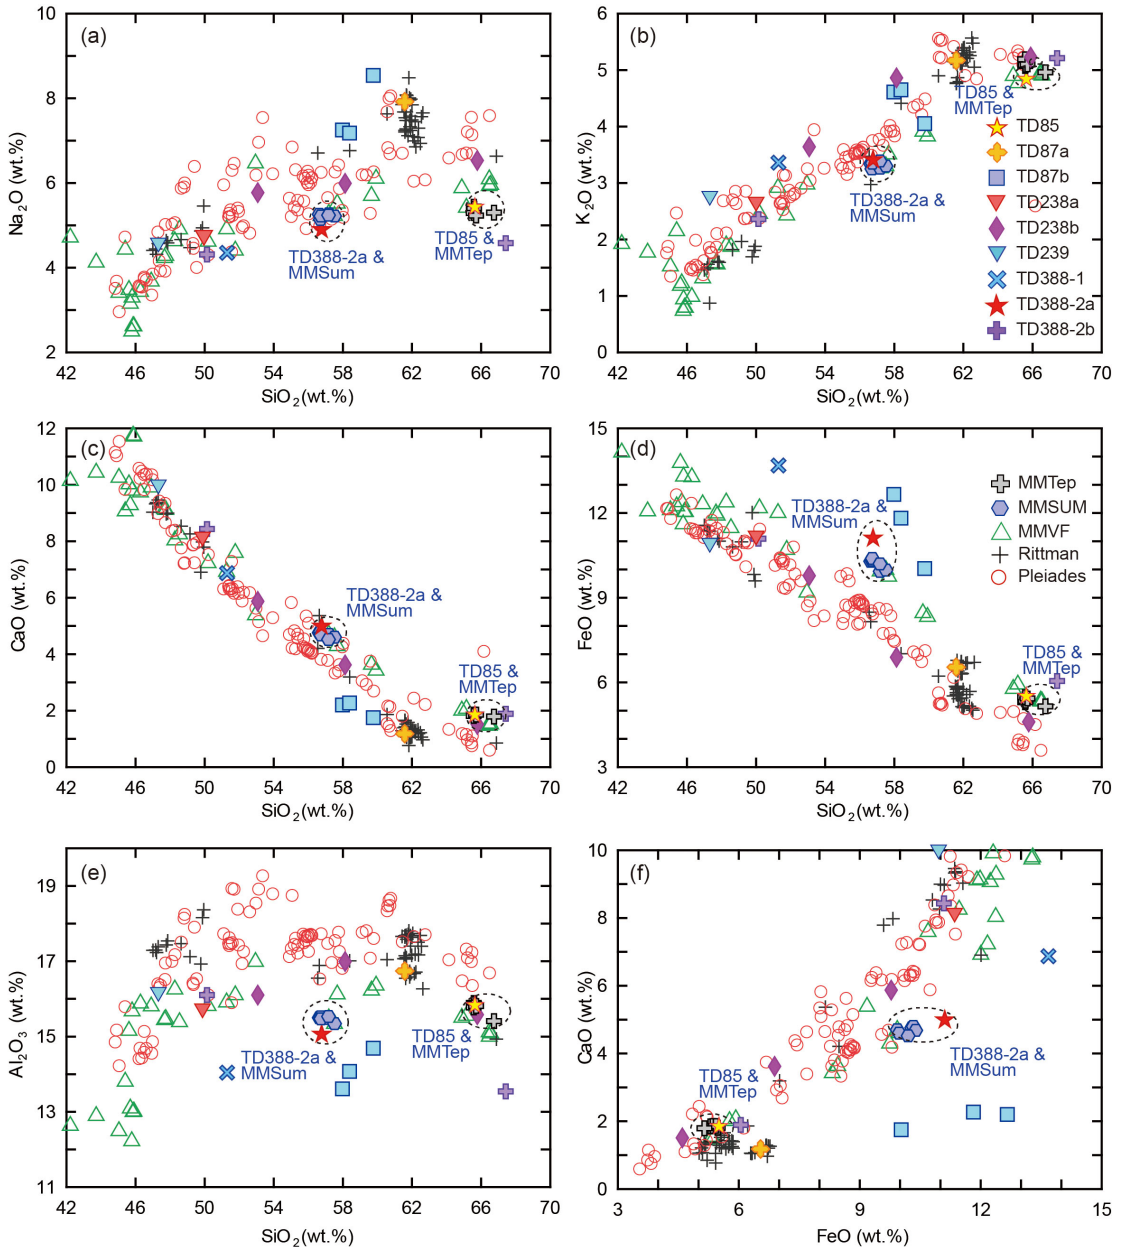 (a)
10
8
6
4
2
Na2O (wt.%)
TD388-2a &
MMSum
TD85 &
MMTep
42
46
50
54
58
62
66
70
SiO2(wt.%)
(b)
6
5
4
3
2
1
0
K2O (wt.%)
TD85 &
MMTep
TD388-2a &
MMSum
TD85
TD87a
TD87b
TD238a
TD238b
TD239
TD388-1
TD388-2a
TD388-2b
42
46
50
54
58
62
66
70
SiO2(wt.%)
(c)
12
10
8
6
4
2
0
CaO (wt.%)
TD388-2a &
MMSum
TD85 &
MMTep
42
46
50
54
58
62
66
70
SiO2(wt.%)
(d)
15
12
9
6
3
FeO (wt.%)
TD388-2a &
MMSum
TD85 &
MMTep
MMTep
MMSUM
MMVF
Rittman
Pleiades
42
46
50
54
58
62
66
70
SiO2(wt.%)
(e)
19
17
15
13
11
Al2O3 (wt.%)
TD388-2a &
MMSum
TD85 &
MMTep
42
46
50
54
58
62
66
70
SiO2(wt.%)
(f)
10
8
6
4
2
0
CaO (wt.%)
TD85 &
MMTep
TD388-2a &
MMSum
3
6
9
12
15
FeO (wt.%)